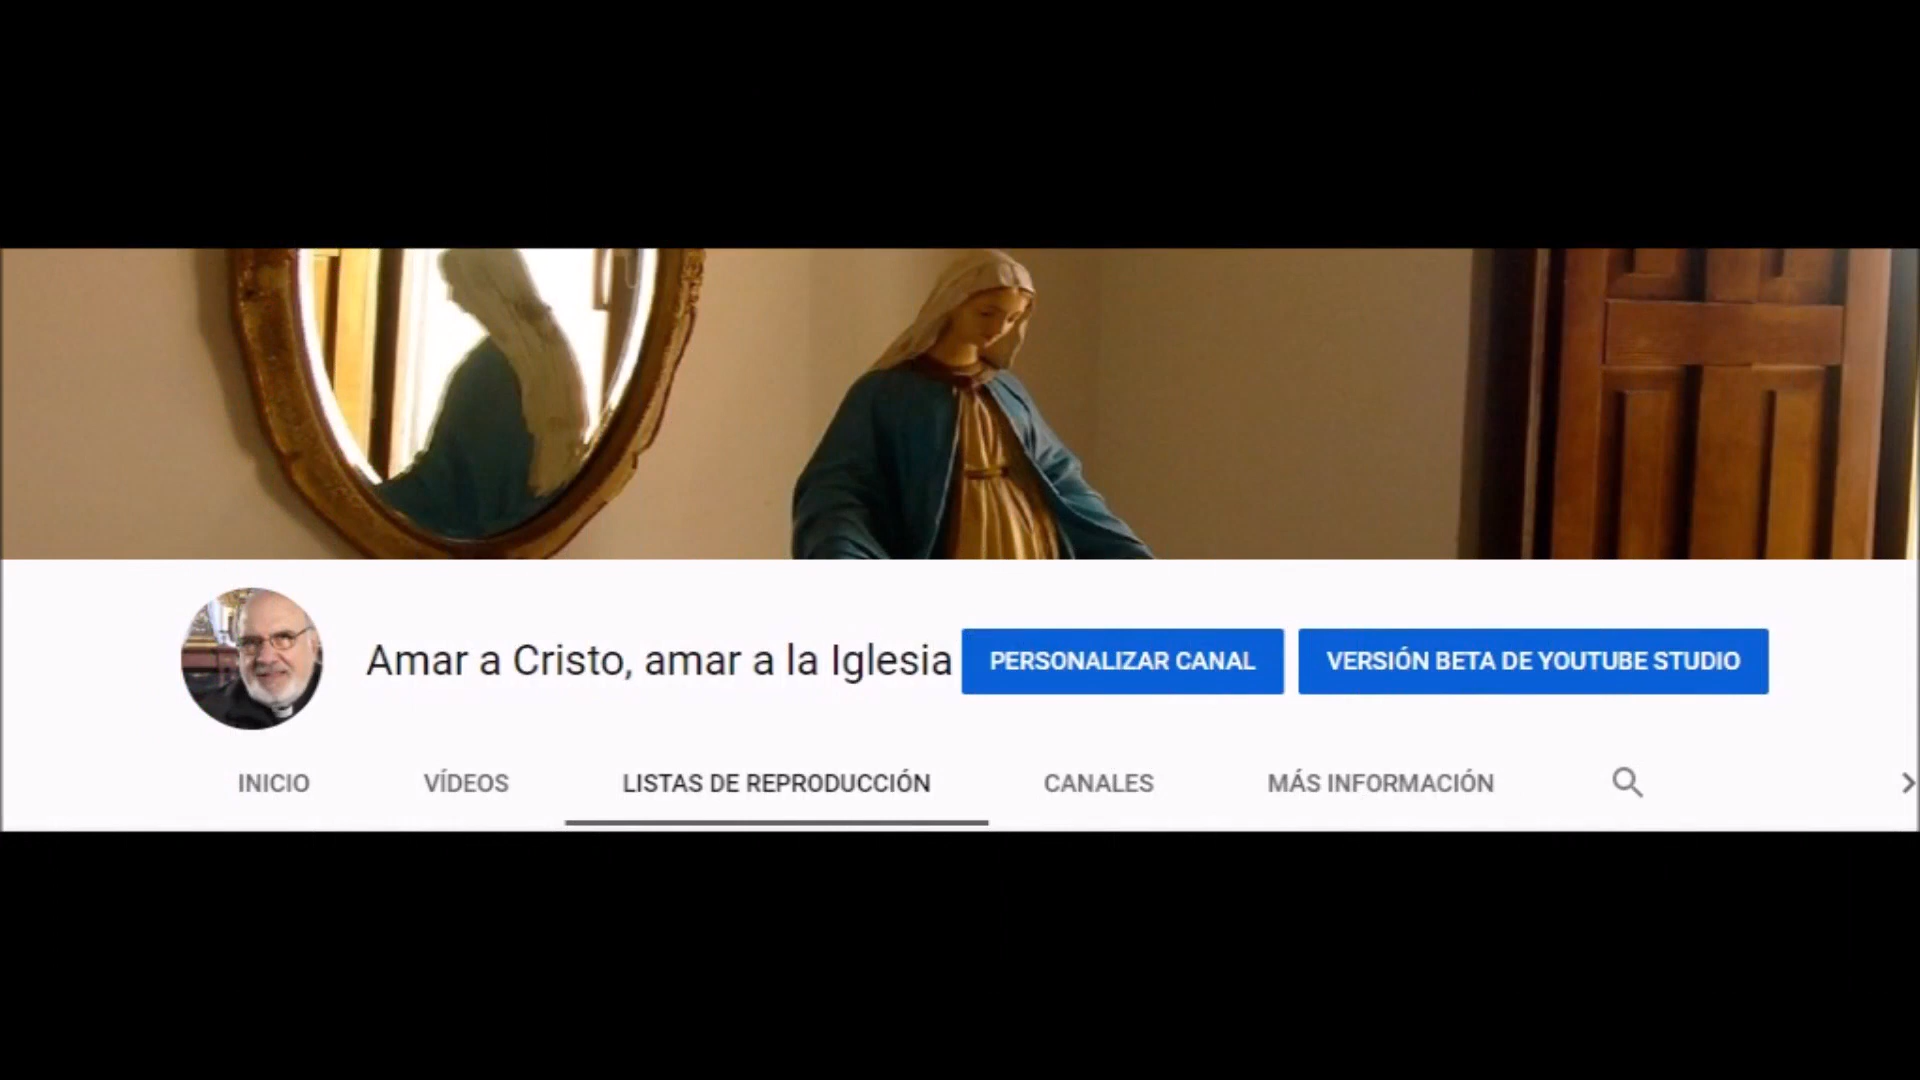 Amar a Cristo, amar a la Iglesia
PERSONALIZAR CANAL
VERSIÓN BETA DE YOUTUBE STUDIO
INICIO
VÍDEOS
LISTAS DE REPRODUCCIÓN
CANALES
MÁS INFORMACIÓN